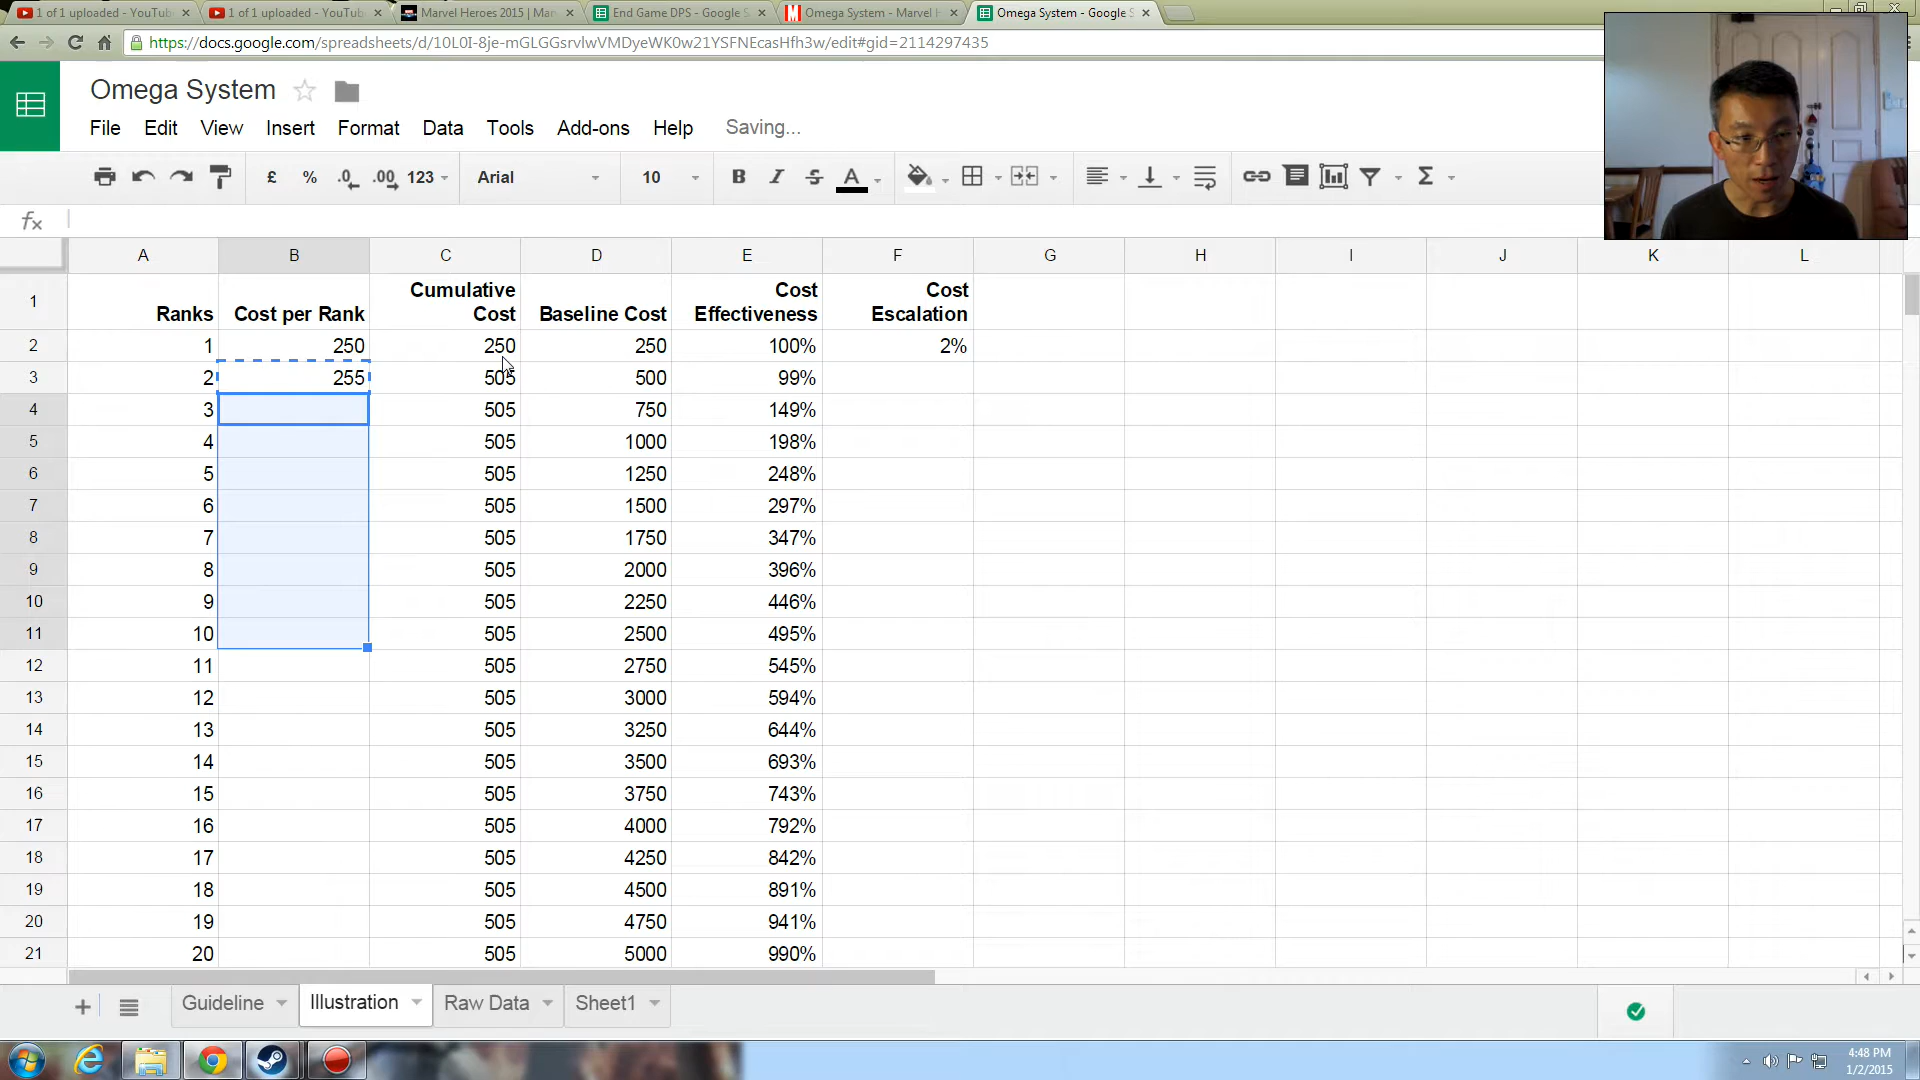 1 of 1 uploaded - YouTube
1 of 1 uploaded - YouTube
Marvel Heroes 2015 | Mar
End Game DPS - Google S
Omega System - Marvel H
Omega System - Google S
https://docs.google.com/spreadsheets/d/10L0I-8je-mGLGGsrvlwVMDyeWK0w21YSFNEcasHfh3w/edit#gid=2114297435
Omega System
File Edit View Insert Format Data Tools Add-ons Help Saving...
£ % .0 .00 123 Arial 10 B I S A Σ
fx
A B C D E F G H I J K L
1 Ranks Cost per Rank Cumulative Cost Baseline Cost Cost Effectiveness Cost Escalation
2 1 250 250 250 100% 2%
3 2 255 505 500 99%
4 3 505 750 149%
5 4 505 1000 198%
6 5 505 1250 248%
7 6 505 1500 297%
8 7 505 1750 347%
9 8 505 2000 396%
10 9 505 2250 446%
11 10 505 2500 495%
12 11 505 2750 545%
13 12 505 3000 594%
14 13 505 3250 644%
15 14 505 3500 693%
16 15 505 3750 743%
17 16 505 4000 792%
18 17 505 4250 842%
19 18 505 4500 891%
20 19 505 4750 941%
21 20 505 5000 990%
+ Guideline Illustration Raw Data Sheet1
4:48 PM
1/2/2015